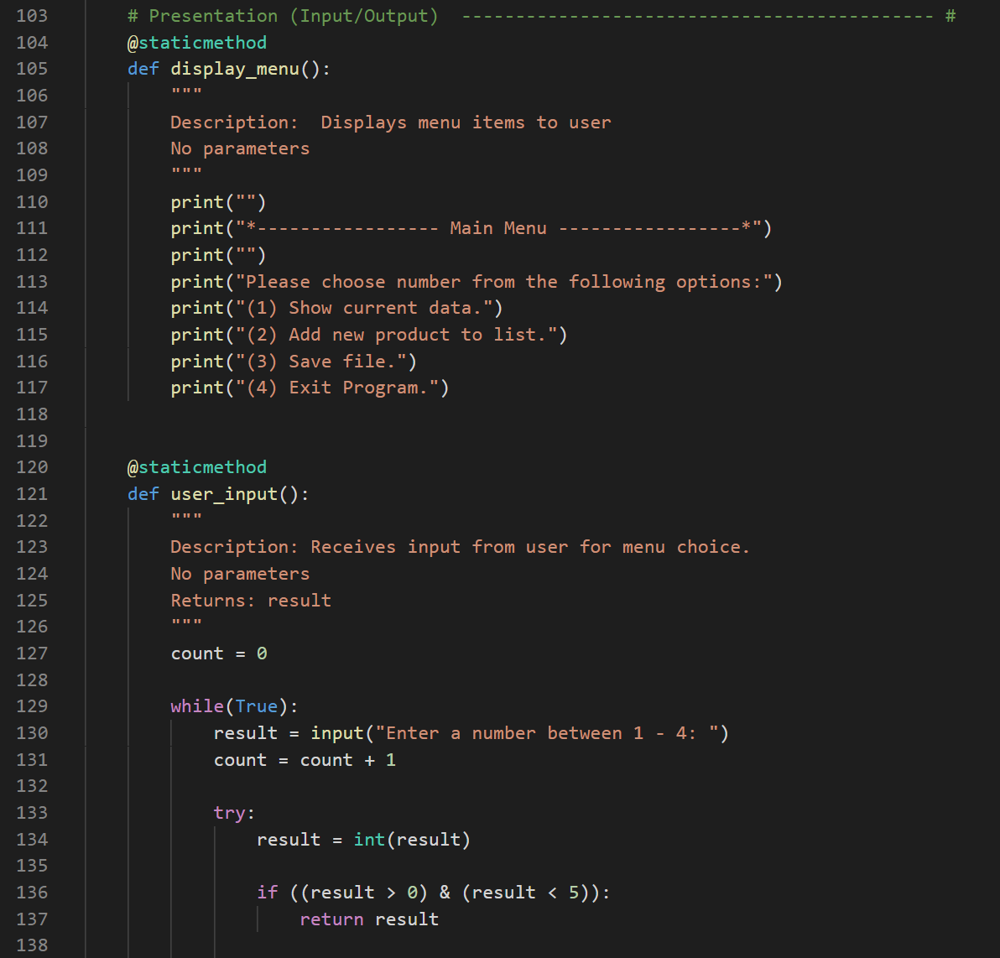 103 # Presentation (Input/Output)  -------------------------------------------- #
104 @staticmethod
105 def display_menu():
106     """
107     Description:  Displays menu items to user
108     No parameters
109     """
110     print("")
111     print("*----------------- Main Menu -----------------*")
112     print("")
113     print("Please choose number from the following options:")
114     print("(1) Show current data.")
115     print("(2) Add new product to list.")
116     print("(3) Save file.")
117     print("(4) Exit Program.")
118
119
120 @staticmethod
121 def user_input():
122     """
123     Description: Receives input from user for menu choice.
124     No parameters
125     Returns: result
126     """
127     count = 0
128
129     while(True):
130         result = input("Enter a number between 1 - 4: ")
131         count = count + 1
132
133         try:
134             result = int(result)
135
136             if ((result > 0) & (result < 5)):
137                 return result
138